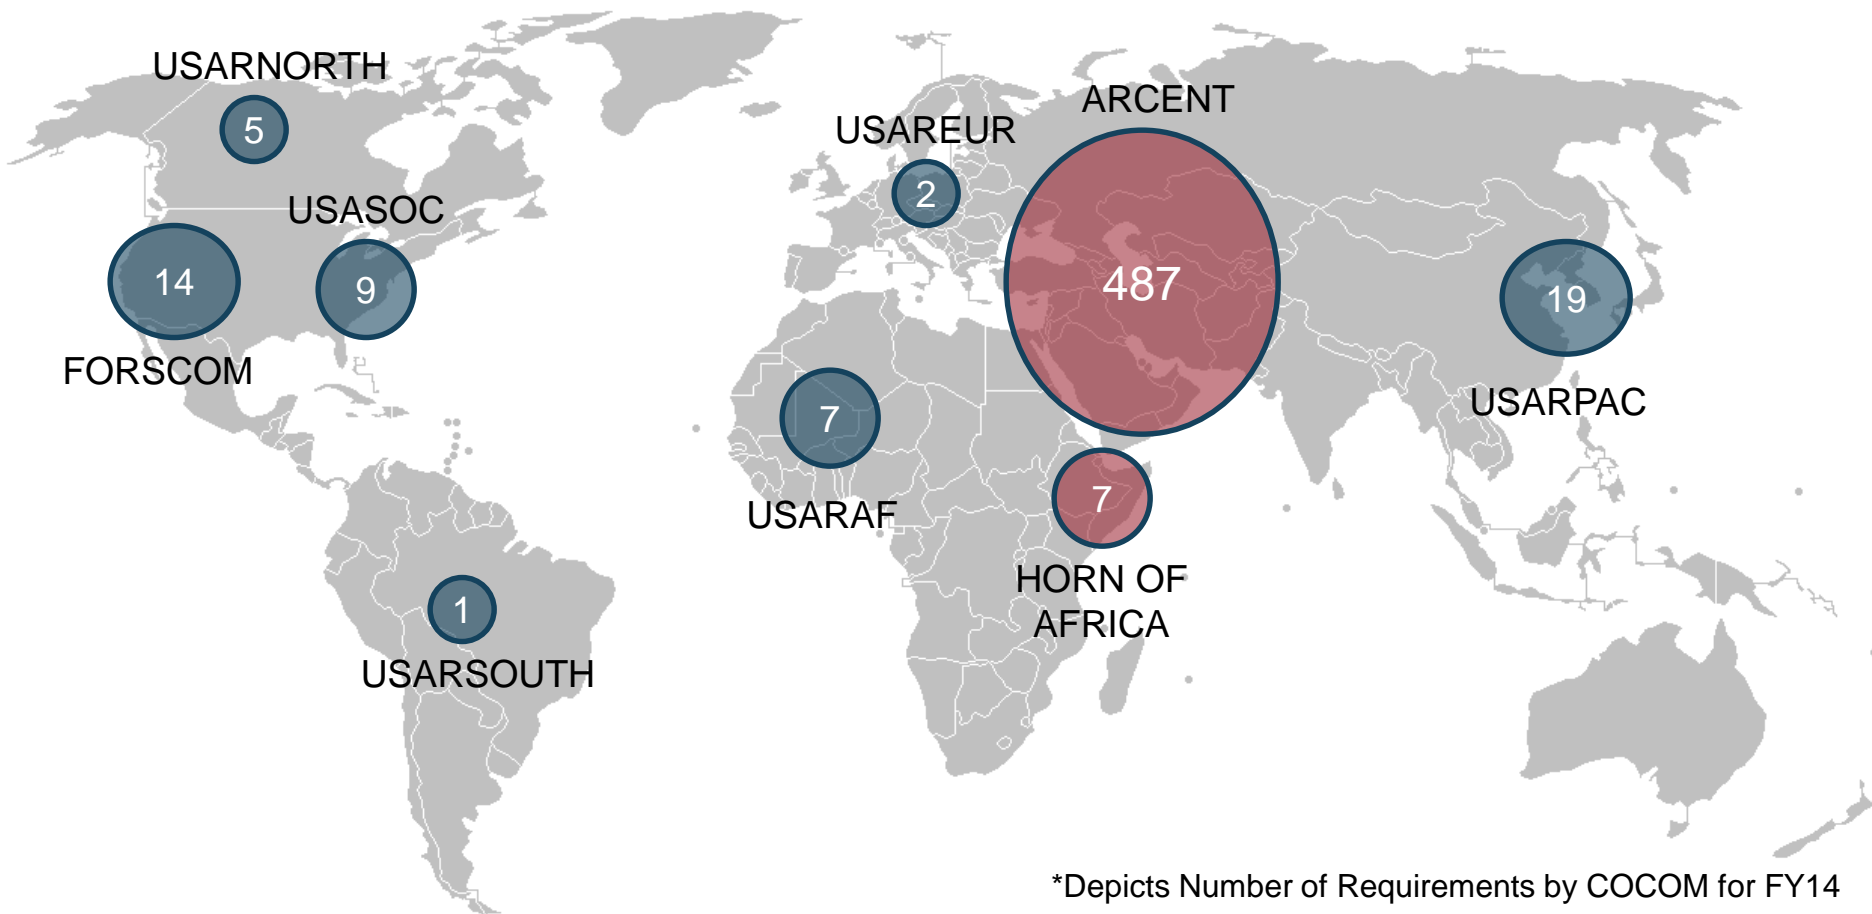 USARNORTH
5
ARCENT
USAREUR
2
USASOC
14
9
487
19
FORSCOM
USARPAC
7
USARAF
7
HORN OF
AFRICA
1
USARSOUTH
*Depicts Number of Requirements by COCOM for FY14